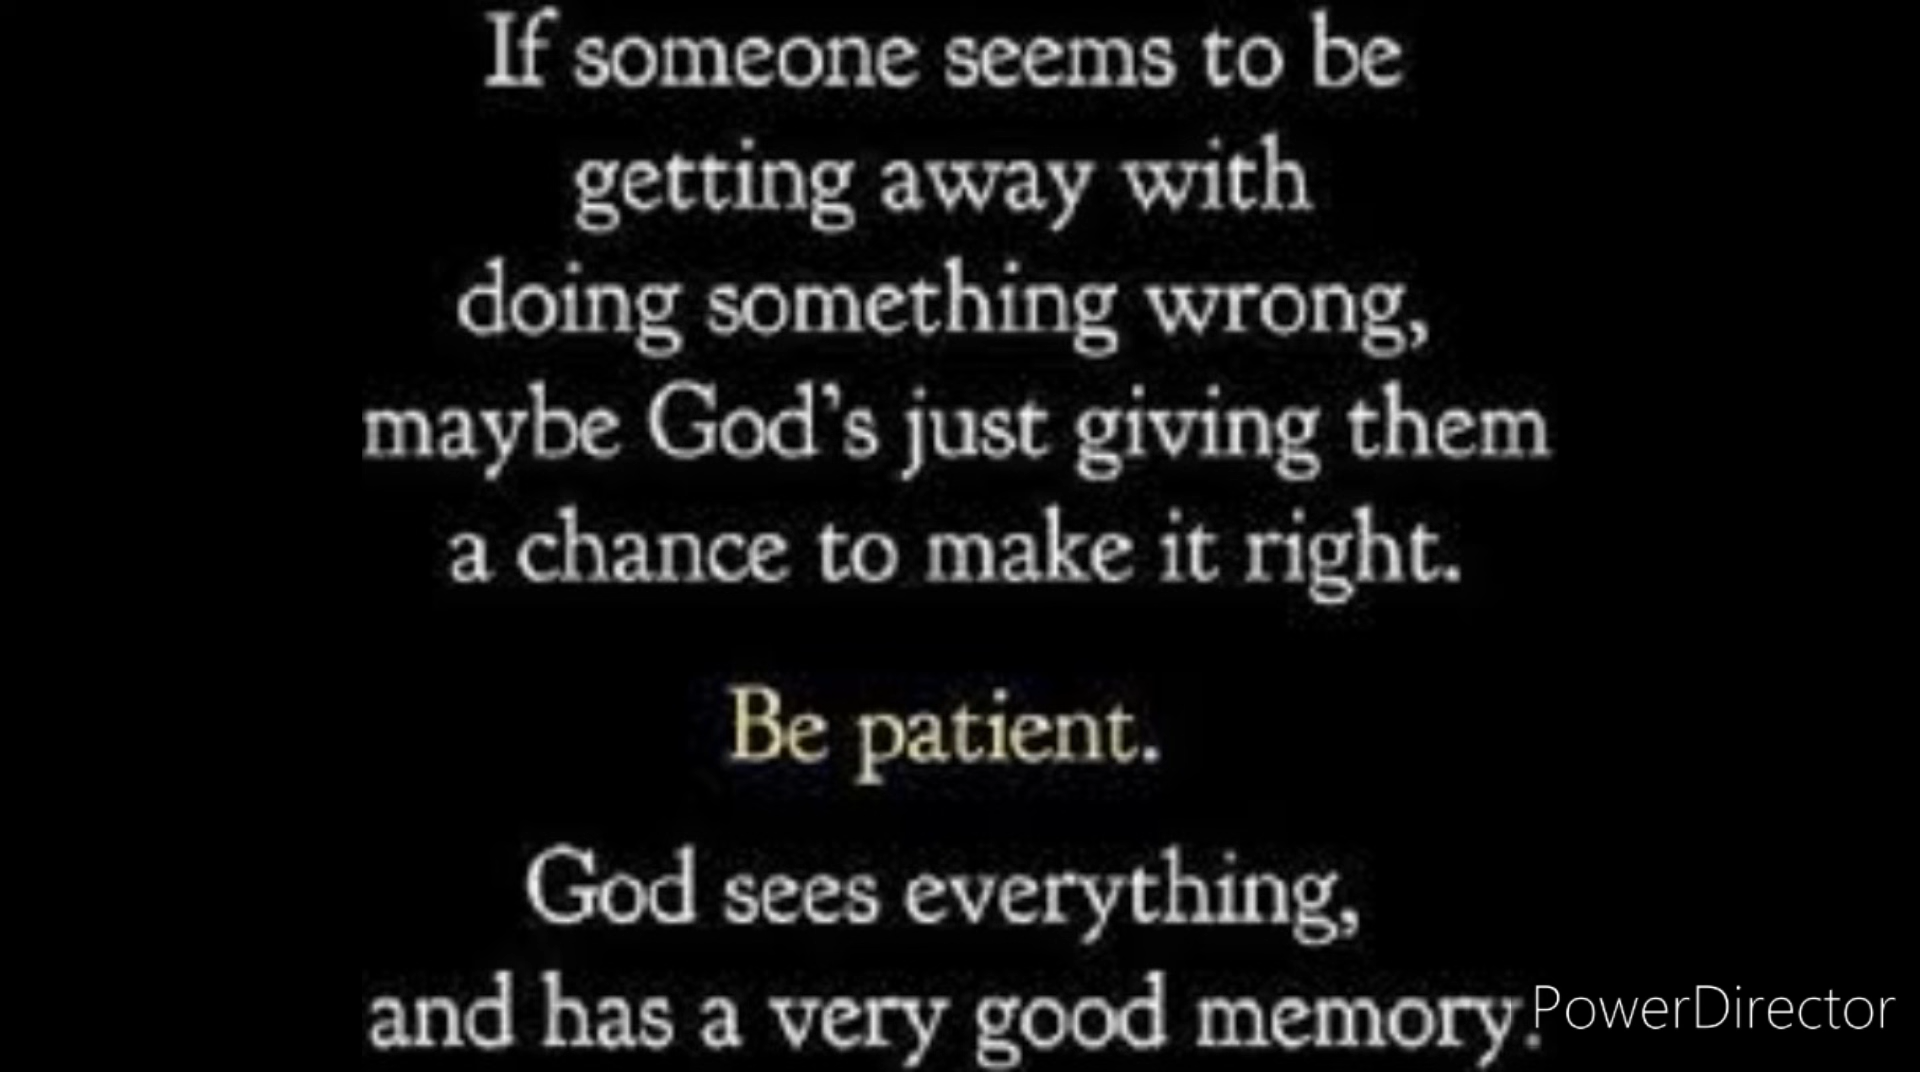 If someone seems to be
getting away with
doing something wrong,
maybe God's just giving them
a chance to make it right.
Be patient.
God sees everything,
and has a very good memory.
PowerDirector